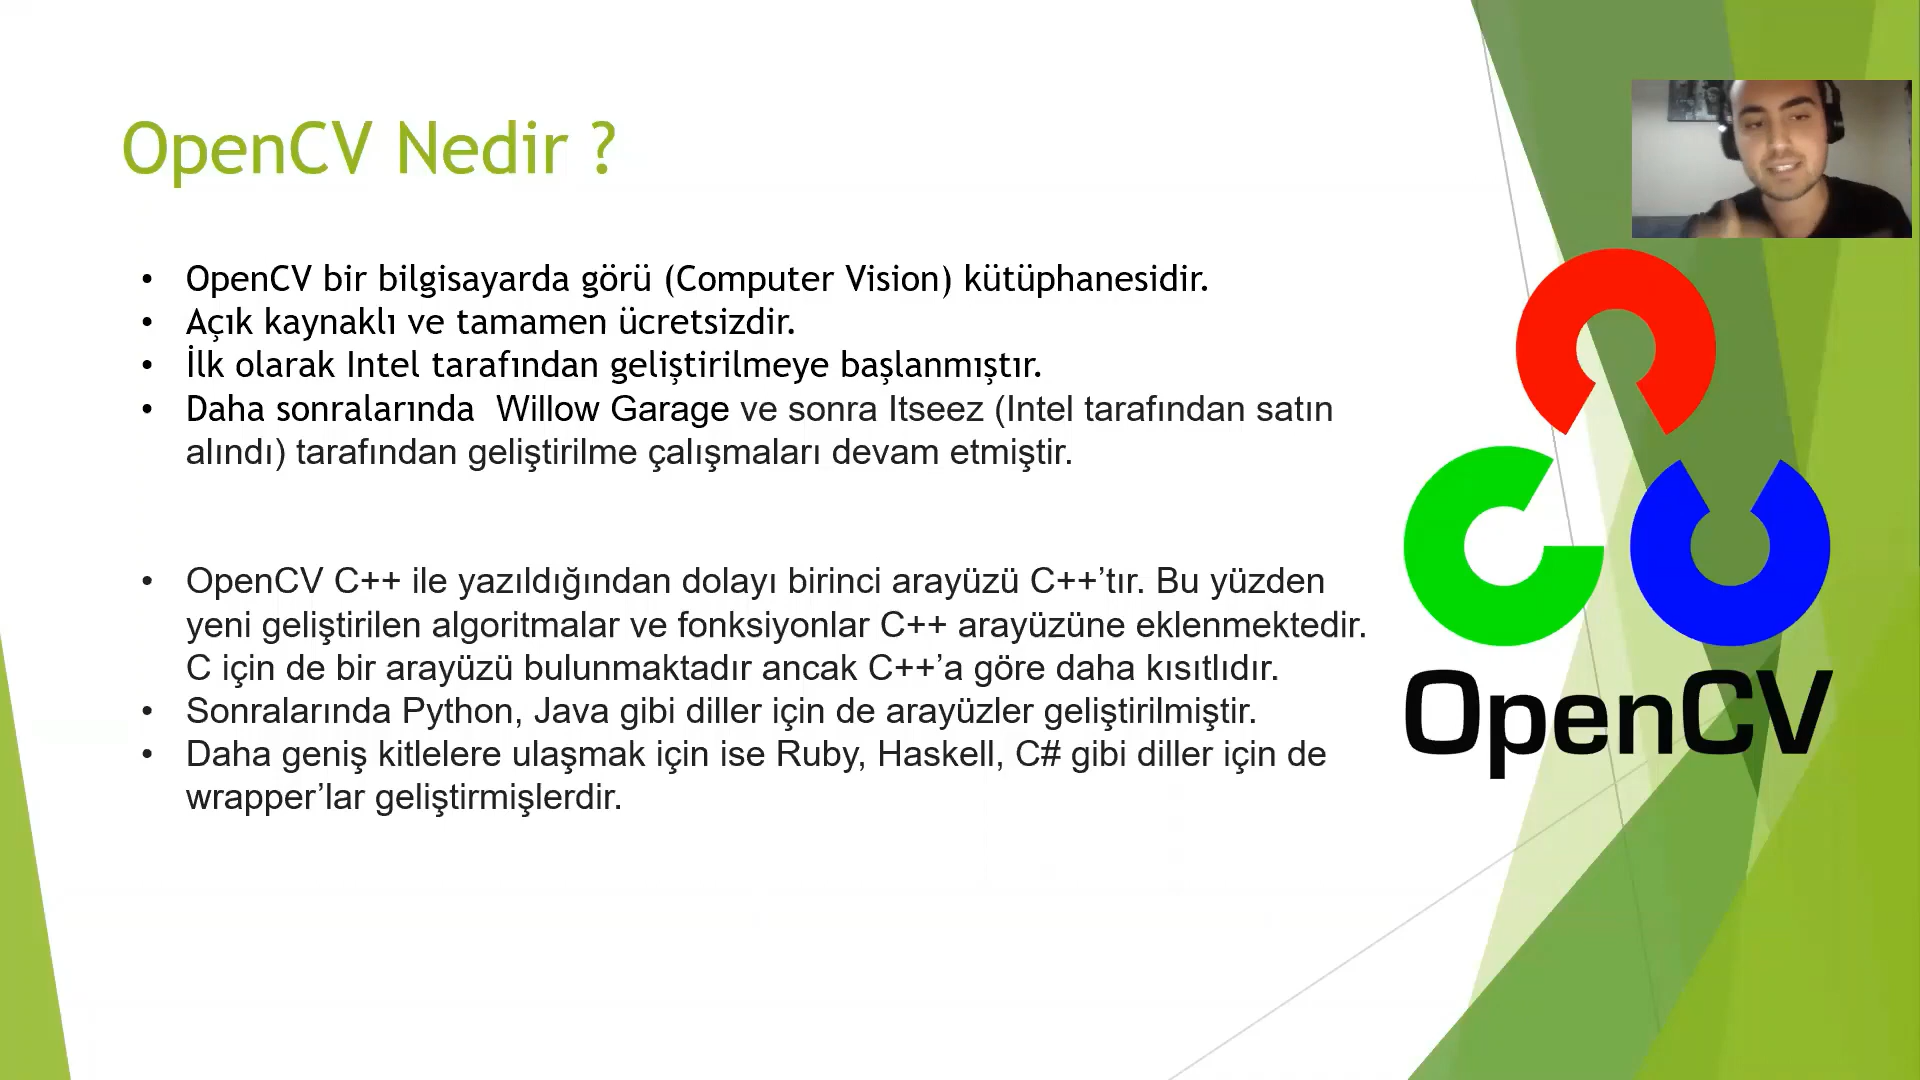 OpenCV Nedir ?
• OpenCV bir bilgisayarda görü (Computer Vision) kütüphanesidir.
• Açık kaynaklı ve tamamen ücretsizdir.
• İlk olarak Intel tarafından geliştirilmeye başlanmıştır.
• Daha sonralarında  Willow Garage ve sonra Itseez (Intel tarafından satın
alındı) tarafından geliştirilme çalışmaları devam etmiştir.
• OpenCV C++ ile yazıldığından dolayı birinci arayüzü C++’tır. Bu yüzden
yeni geliştirilen algoritmalar ve fonksiyonlar C++ arayüzüne eklenmektedir.
C için de bir arayüzü bulunmaktadır ancak C++’a göre daha kısıtlıdır.
• Sonralarında Python, Java gibi diller için de arayüzler geliştirilmiştir.
• Daha geniş kitlelere ulaşmak için ise Ruby, Haskell, C# gibi diller için de
wrapper’lar geliştirmişlerdir.
OpenCV